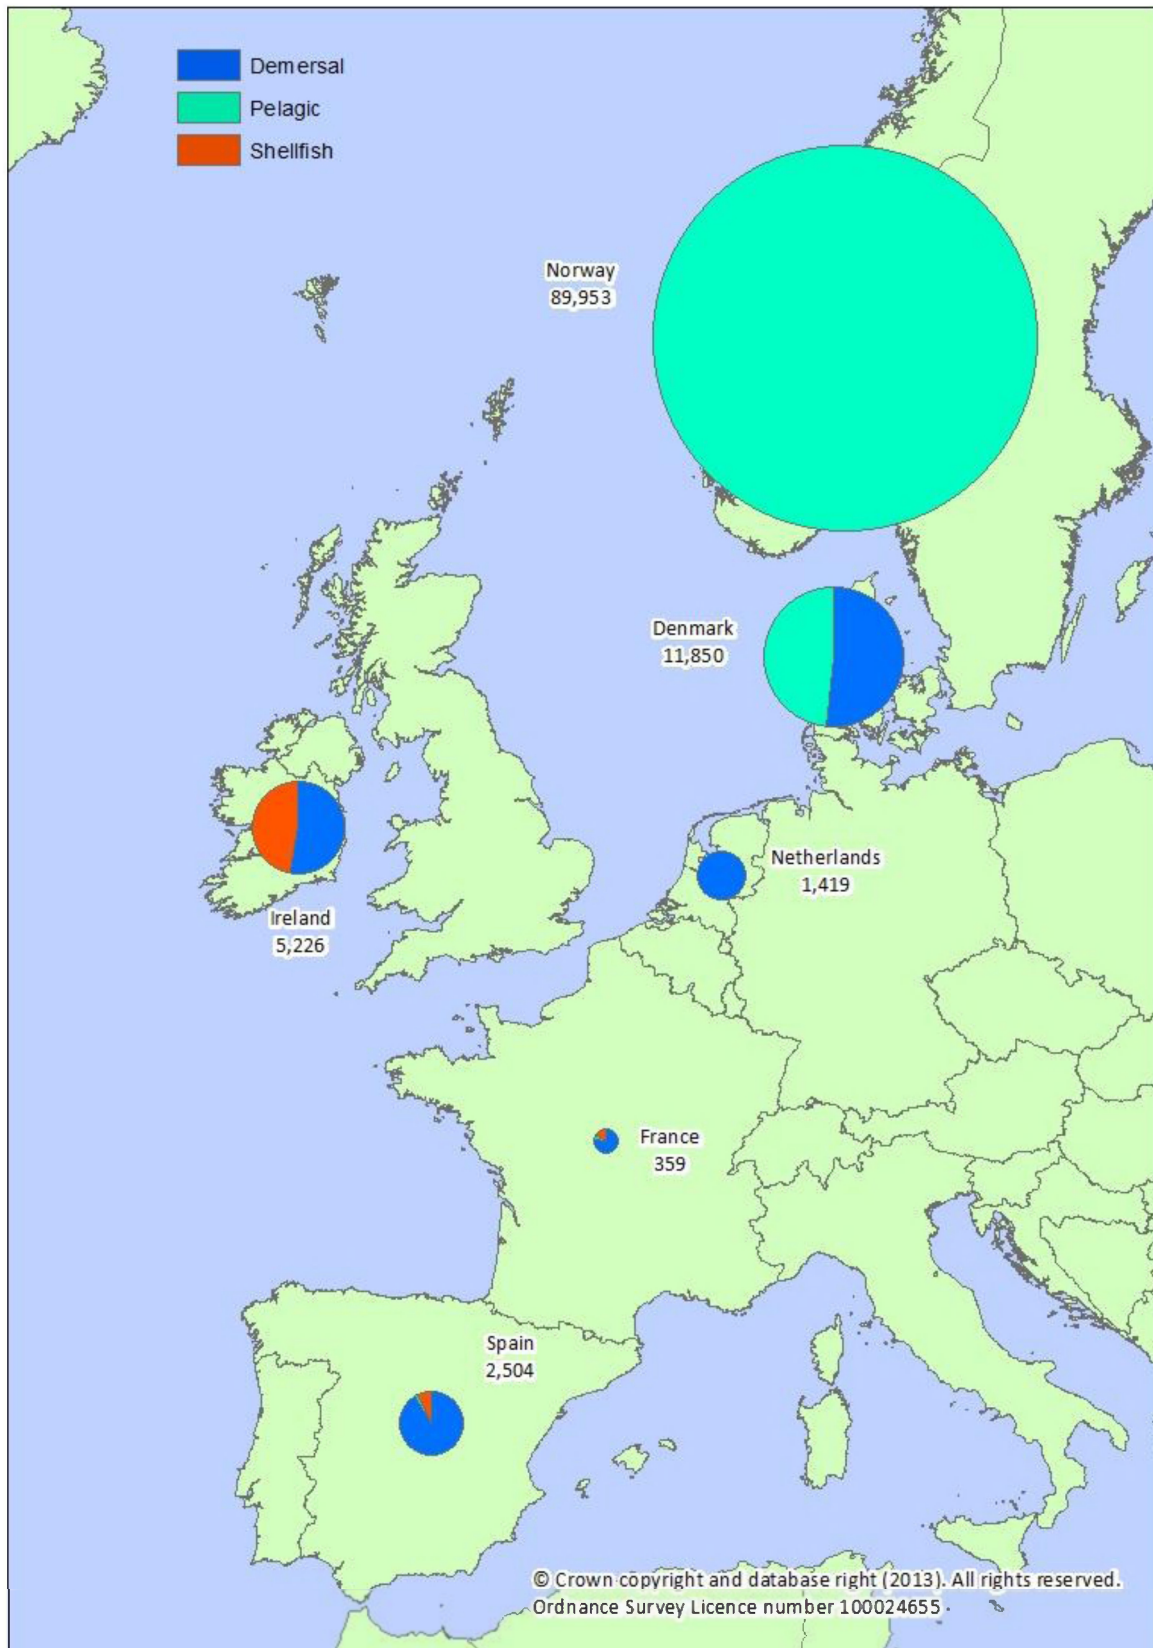 Demersal
Pelagic
Shellfish
Norway
89,953
Denmark
11,850
Netherlands
1,419
Ireland
5,226
France
359
Spain
2,504
© Crown copyright and database right (2013). All rights reserved.
Ordnance Survey Licence number 100024655